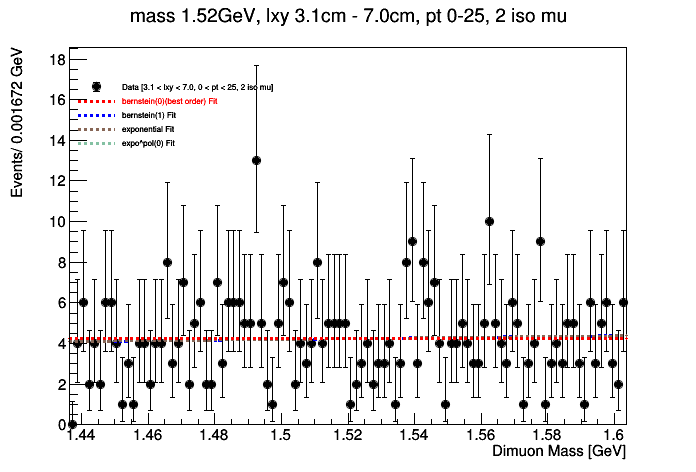 mass 1.52GeV, lxy 3.1cm - 7.0cm, pt 0-25, 2 iso mu
Events/ 0.001672 GeV
18
16
14
12
10
8
6
4
2
0
Data [3.1 < lxy < 7.0, 0 < pt < 25, 2 iso mu]
bernstein(0)(best order) Fit
bernstein(1) Fit
exponential Fit
expo*pol(0) Fit
1.44 1.46 1.48 1.5 1.52 1.54 1.56 1.58 1.6
Dimuon Mass [GeV]